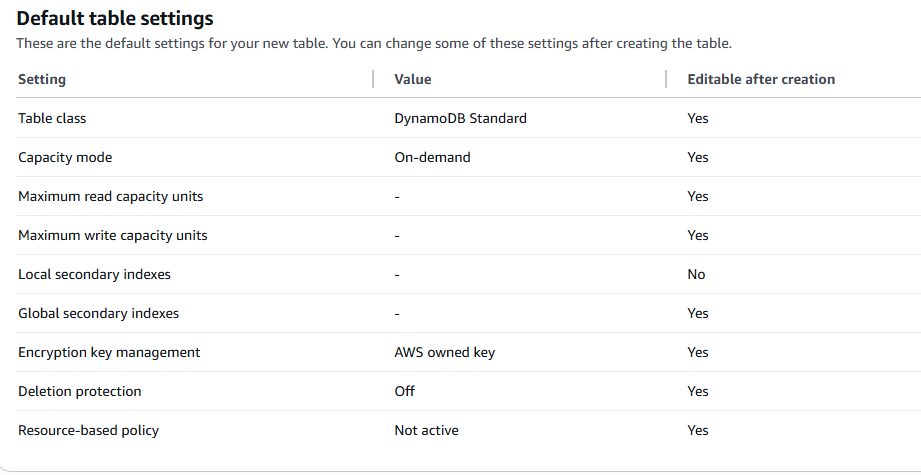 Default table settings
These are the default settings for your new table. You can change some of these settings after creating the table.
Setting Value Editable after creation
Table class DynamoDB Standard Yes
Capacity mode On-demand Yes
Maximum read capacity units - Yes
Maximum write capacity units - Yes
Local secondary indexes - No
Global secondary indexes - Yes
Encryption key management AWS owned key Yes
Deletion protection Off Yes
Resource-based policy Not active Yes